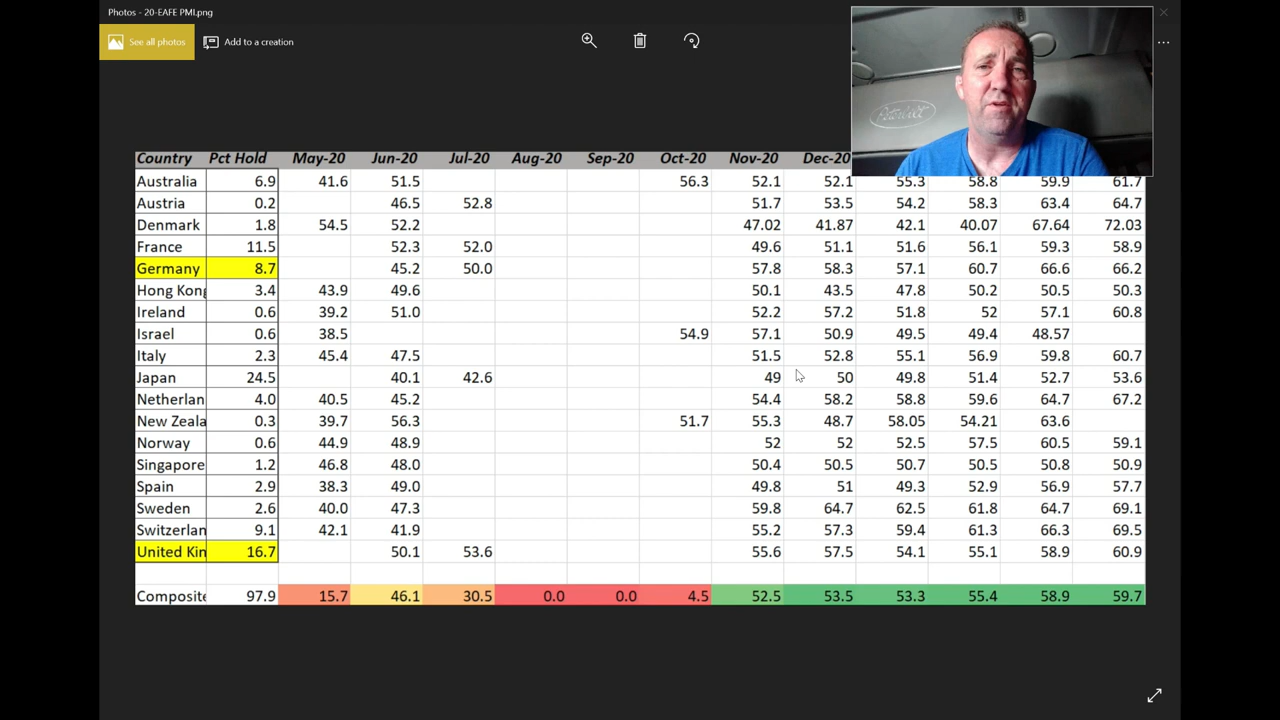 Photos - 20-EAFE PMI.png
See all photos
Add to a creation
Peterbilt
Country Pct Hold May-20 Jun-20 Jul-20 Aug-20 Sep-20 Oct-20 Nov-20 Dec-20
Australia 6.9 41.6 51.5 56.3 52.1 52.1 55.3 58.8 59.9 61.7
Austria 0.2 46.5 52.8 51.7 53.5 54.2 58.3 63.4 64.7
Denmark 1.8 54.5 52.2 47.02 41.87 42.1 40.07 67.64 72.03
France 11.5 52.3 52.0 49.6 51.1 51.6 56.1 59.3 58.9
Germany 8.7 45.2 50.0 57.8 58.3 57.1 60.7 66.6 66.2
Hong Kong 3.4 43.9 49.6 50.1 43.5 47.8 50.2 50.5 50.3
Ireland 0.6 39.2 51.0 52.2 57.2 51.8 52 57.1 60.8
Israel 0.6 38.5 54.9 57.1 50.9 49.5 49.4 48.57
Italy 2.3 45.4 47.5 51.5 52.8 55.1 56.9 59.8 60.7
Japan 24.5 40.1 42.6 49 50 49.8 51.4 52.7 53.6
Netherlan 4.0 40.5 45.2 54.4 58.2 58.8 59.6 64.7 67.2
New Zeala 0.3 39.7 56.3 51.7 55.3 48.7 58.05 54.21 63.6
Norway 0.6 44.9 48.9 52 52 52.5 57.5 60.5 59.1
Singapore 1.2 46.8 48.0 50.4 50.5 50.7 50.5 50.8 50.9
Spain 2.9 38.3 49.0 49.8 51 49.3 52.9 56.9 57.7
Sweden 2.6 40.0 47.3 59.8 64.7 62.5 61.8 64.7 69.1
Switzerlan 9.1 42.1 41.9 55.2 57.3 59.4 61.3 66.3 69.5
United Kin 16.7 50.1 53.6 55.6 57.5 54.1 55.1 58.9 60.9
Composite 97.9 15.7 46.1 30.5 0.0 0.0 4.5 52.5 53.5 53.3 55.4 58.9 59.7